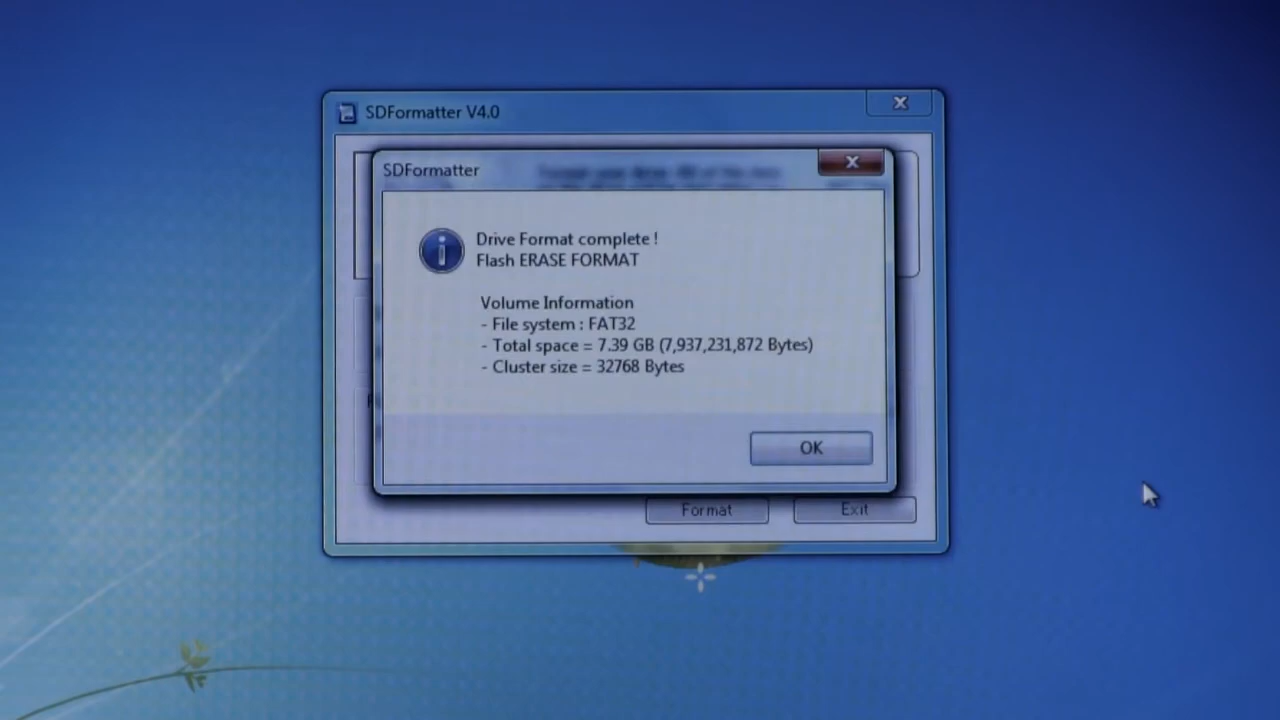 SDFormatter V4.0
SDFormatter
Drive Format complete !
Flash ERASE FORMAT
Volume Information
- File system : FAT32
- Total space = 7.39 GB (7,937,231,872 Bytes)
- Cluster size = 32768 Bytes
OK
Format
Exit